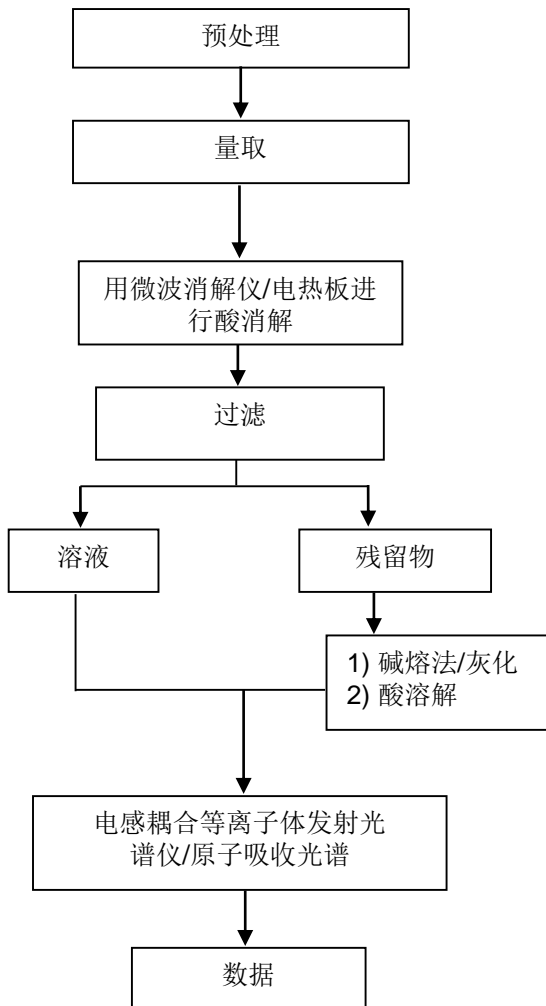 预处理
量取
用微波消解仪/电热板进
行酸消解
过滤
溶液
残留物
1) 碱熔法/灰化
2) 酸溶解
电感耦合等离子体发射光
谱仪/原子吸收光谱
数据